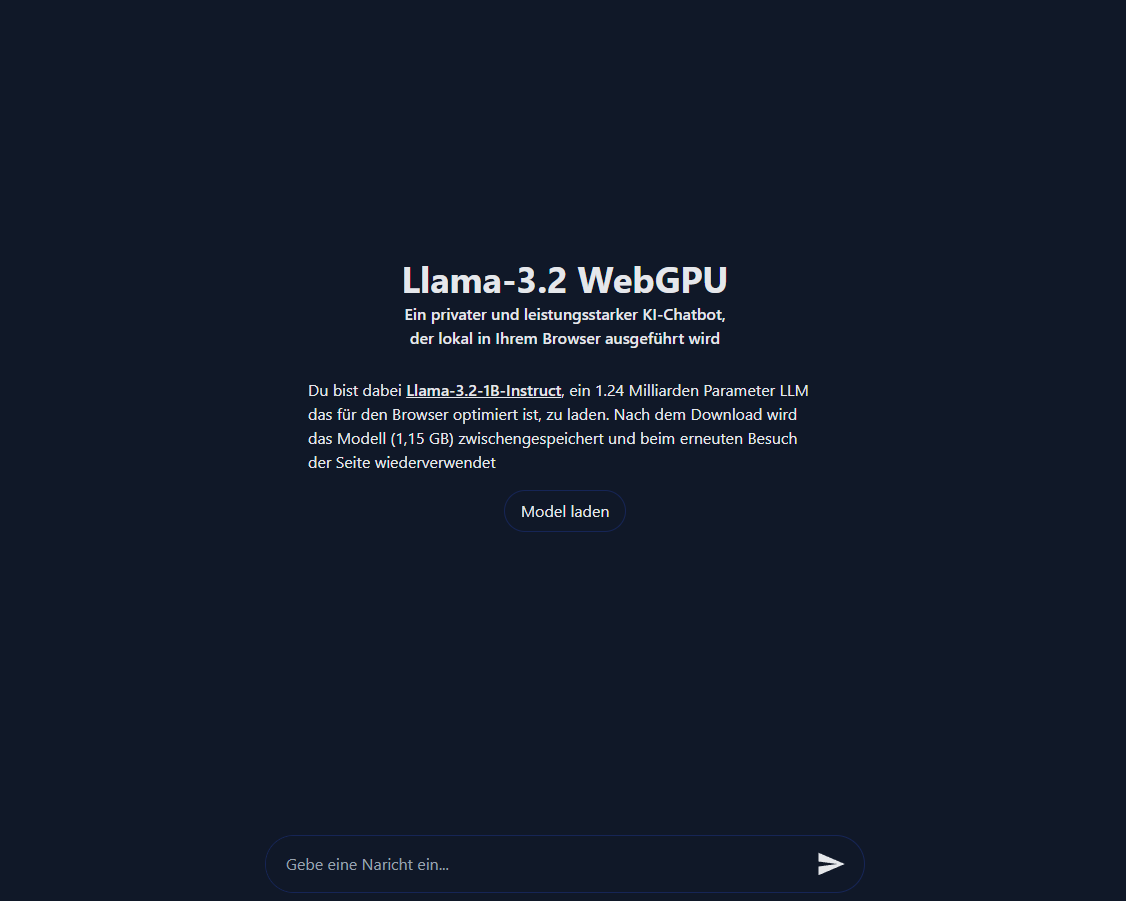 Llama-3.2 WebGPU
Ein privater und leistungsstarker KI-Chatbot,
der lokal in Ihrem Browser ausgeführt wird
Du bist dabei Llama-3.2-1B-Instruct, ein 1.24 Milliarden Parameter LLM
das für den Browser optimiert ist, zu laden. Nach dem Download wird
das Modell (1,15 GB) zwischengespeichert und beim erneuten Besuch
der Seite wiederverwendet
Model laden
Gebe eine Naricht ein...